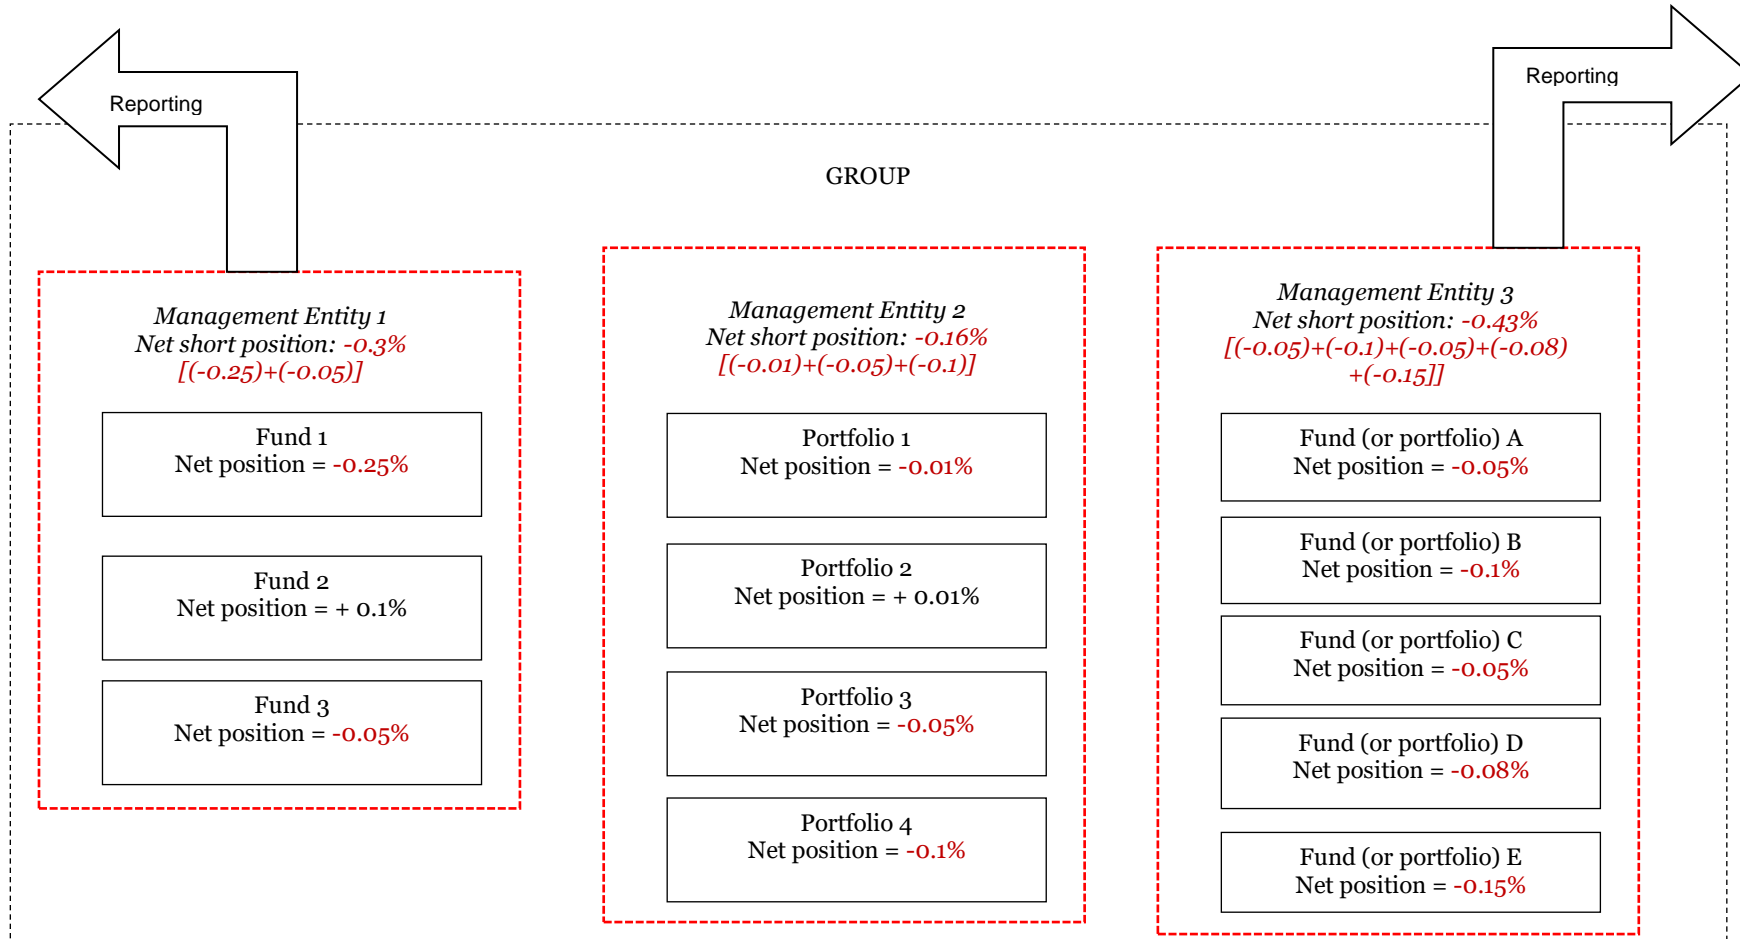 Reporting
Reporting
GROUP
Management Entity 1
Net short position: -0.3%
[(-0.25)+(-0.05)]
Fund 1
Net position = -0.25%
Fund 2
Net position = + 0.1%
Fund 3
Net position = -0.05%
Management Entity 2
Net short position: -0.16%
[(-0.01)+(-0.05)+(-0.1)]
Portfolio 1
Net position = -0.01%
Portfolio 2
Net position = + 0.01%
Portfolio 3
Net position = -0.05%
Portfolio 4
Net position = -0.1%
Management Entity 3
Net short position: -0.43%
[(-0.05)+(-0.1)+(-0.05)+(-0.08)
+(-0.15]]
Fund (or portfolio) A
Net position = -0.05%
Fund (or portfolio) B
Net position = -0.1%
Fund (or portfolio) C
Net position = -0.05%
Fund (or portfolio) D
Net position = -0.08%
Fund (or portfolio) E
Net position = -0.15%